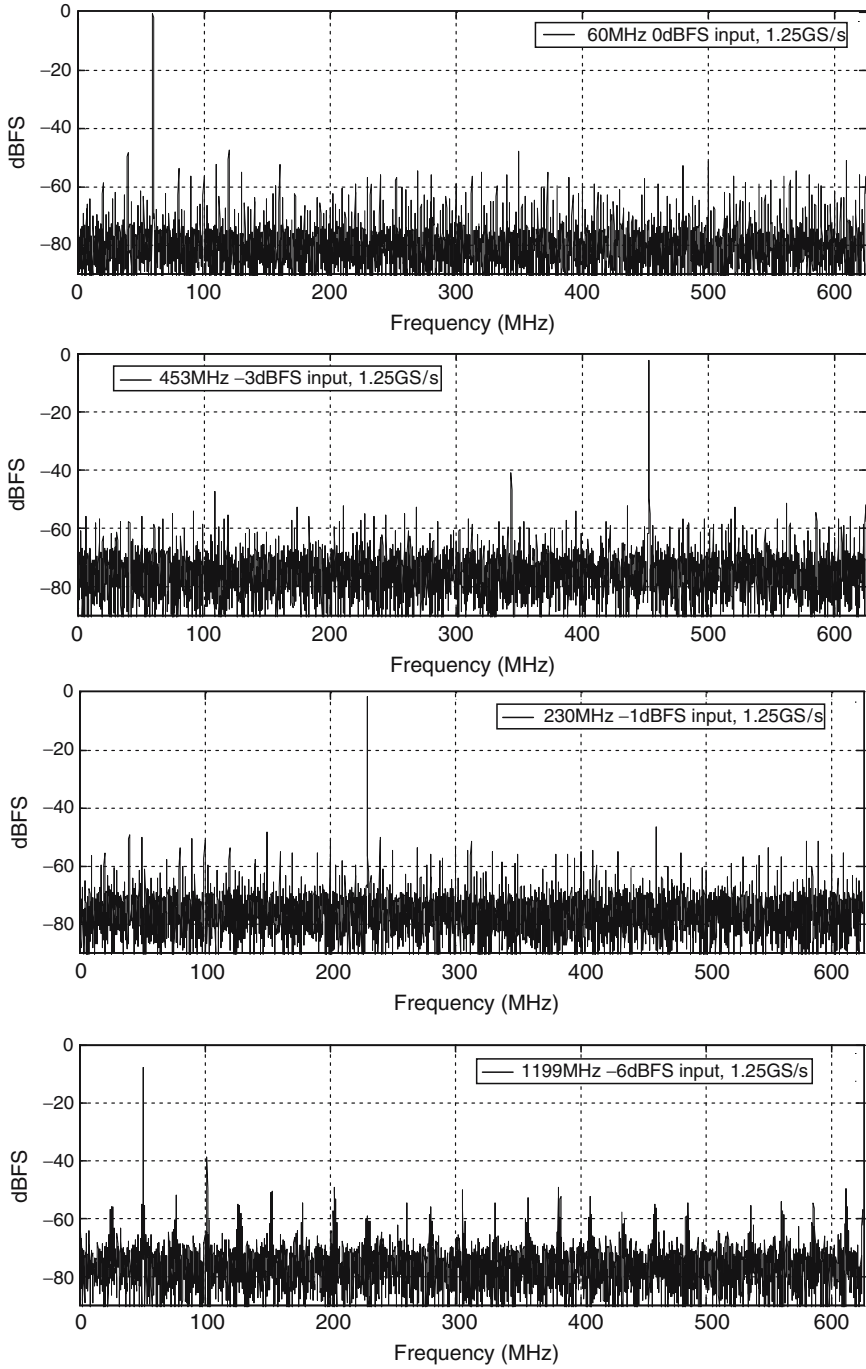 0
−20
−40
−60
−80
dBFS
60MHz 0dBFS input, 1.25GS/s
0 100 200 300 400 500 600
Frequency (MHz)
0
−20
−40
−60
−80
dBFS
453MHz −3dBFS input, 1.25GS/s
0 100 200 300 400 500 600
Frequency (MHz)
0
−20
−40
−60
−80
dBFS
230MHz −1dBFS input, 1.25GS/s
0 100 200 300 400 500 600
Frequency (MHz)
0
−20
−40
−60
−80
dBFS
1199MHz −6dBFS input, 1.25GS/s
0 100 200 300 400 500 600
Frequency (MHz)